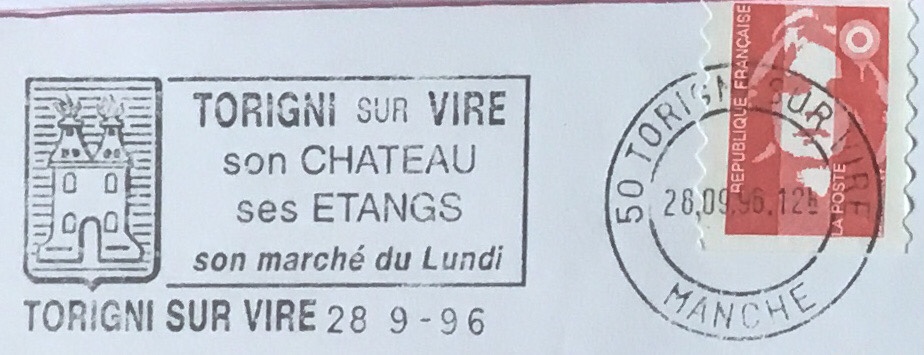 TORIGNI SUR VIRE
son CHATEAU
ses ETANGS
son marché du Lundi
TORIGNI SUR VIRE 28 9-96
50 TORIGNI SUR VIRE
28.09.96.12h
MANCHE
REPUBLIQUE FRANÇAISE
LA POSTE